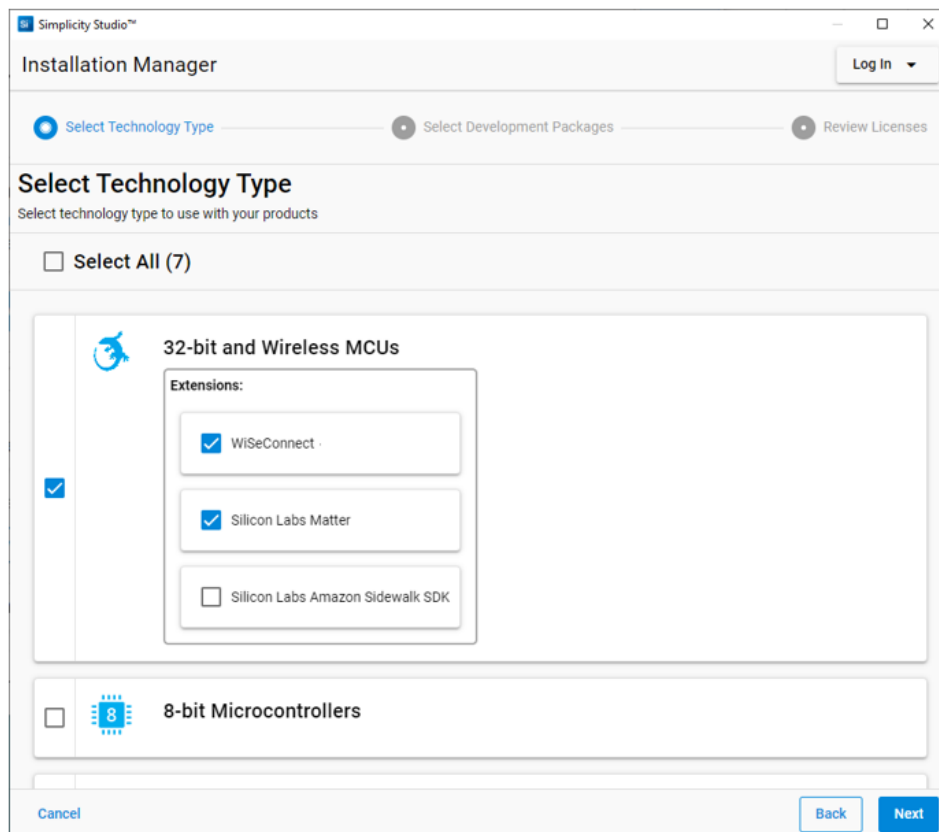 Si Simplicity Studio™
Installation Manager
Log In
Select Technology Type
Select Development Packages
Review Licenses
Select Technology Type
Select technology type to use with your products
Select All (7)
32-bit and Wireless MCUs
Extensions:
WiSeConnect
Silicon Labs Matter
Silicon Labs Amazon Sidewalk SDK
8
8-bit Microcontrollers
Cancel
Back
Next